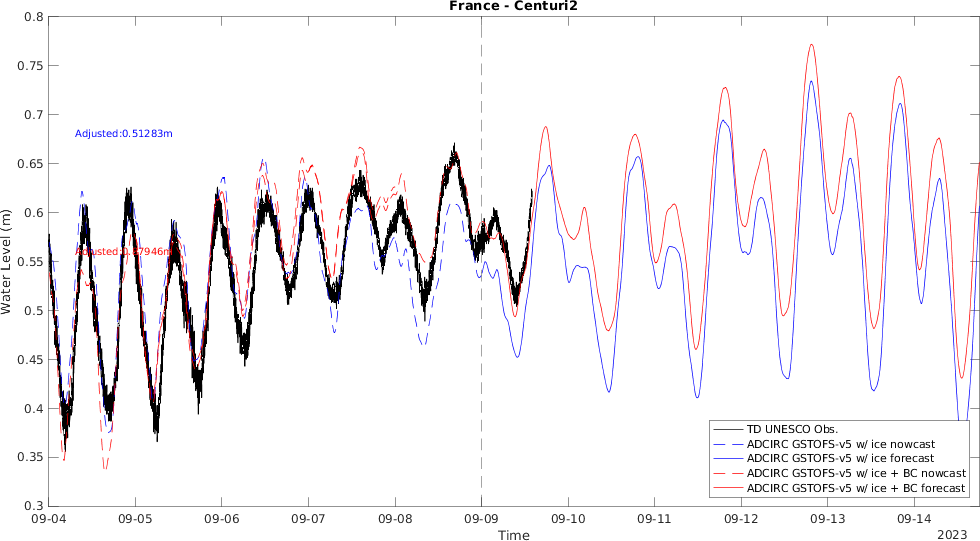 France - Centuri2
0.8
0.75
0.7
0.65
0.6
0.55
0.5
0.45
0.4
0.35
0.3
Water Level (m)
Adjusted:0.51283m
TD UNESCO Obs.
ADCIRC GSTOFS-v5 w/ ice nowcast
ADCIRC GSTOFS-v5 w/ ice forecast
ADCIRC GSTOFS-v5 w/ ice + BC nowcast
ADCIRC GSTOFS-v5 w/ ice + BC forecast
09-04 09-05 09-06 09-07 09-08 09-09 09-10 09-11 09-12 09-13 09-14
Time
2023